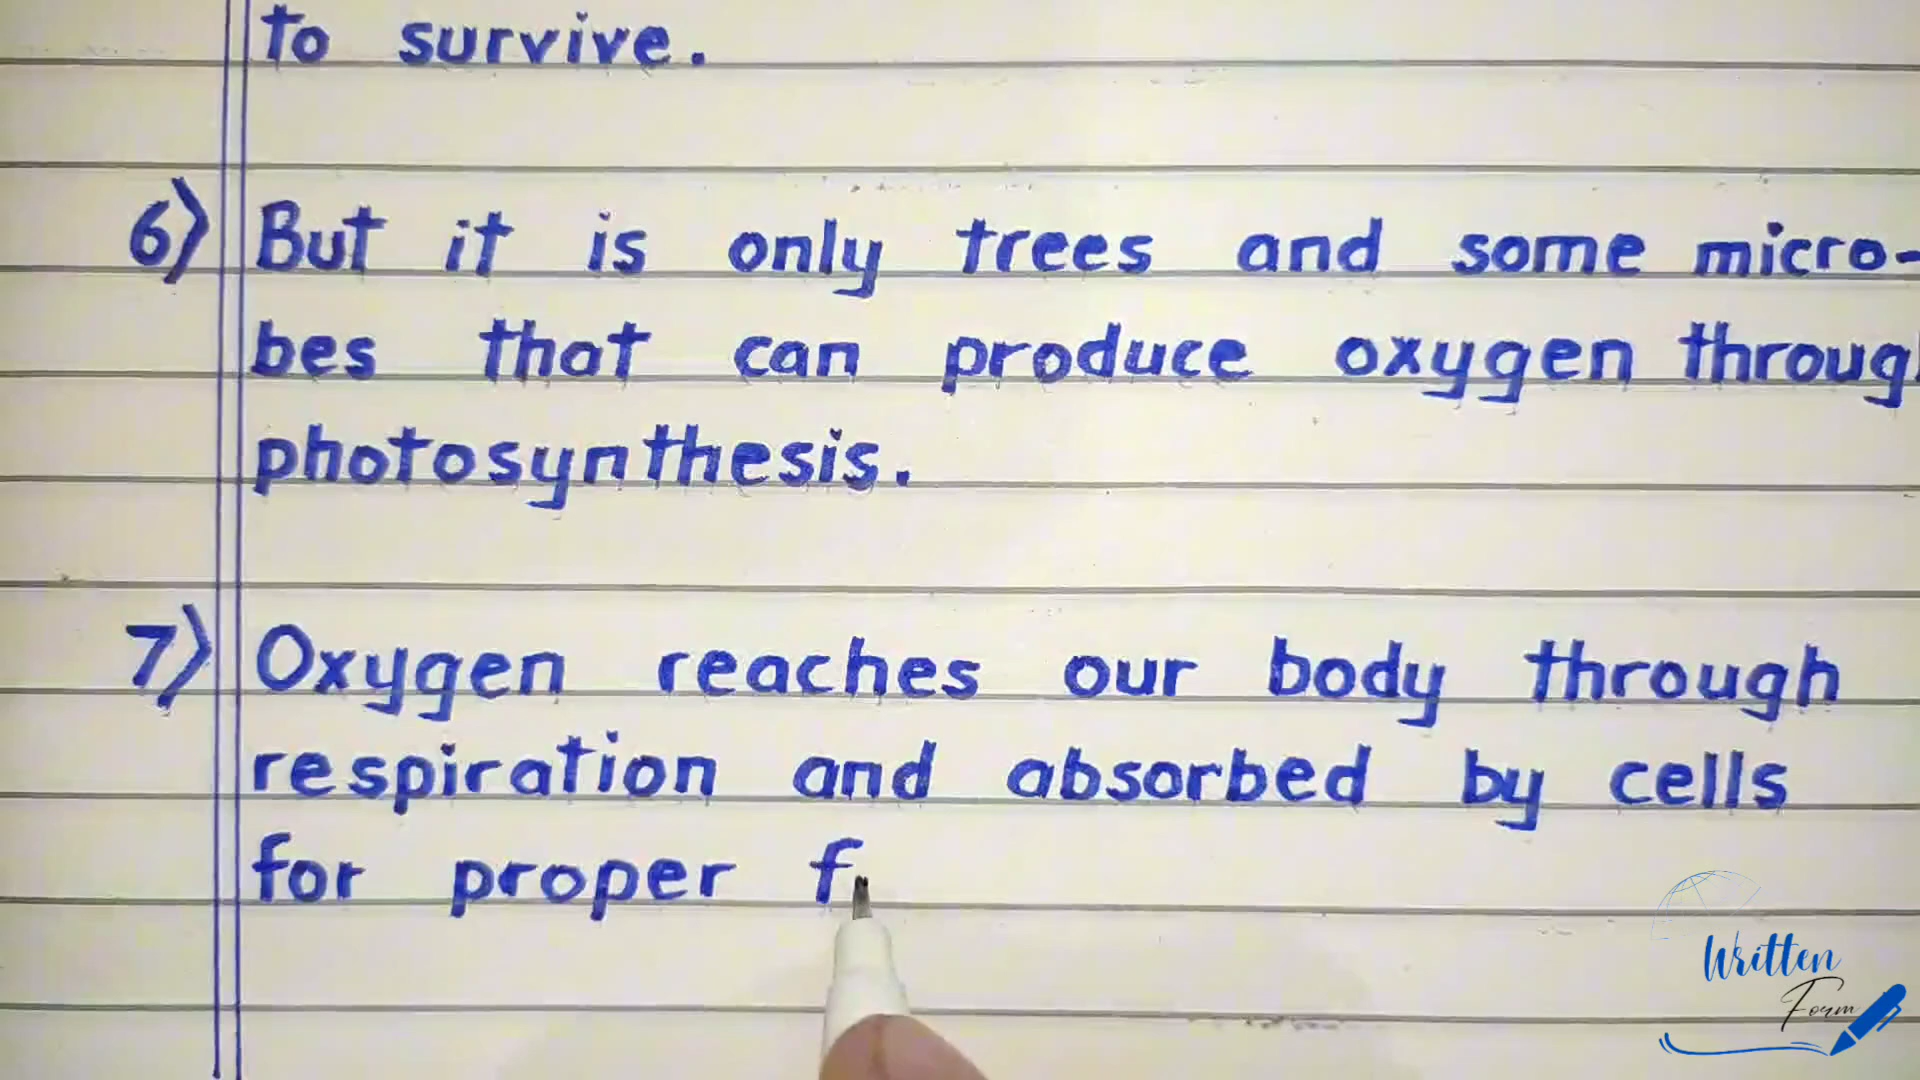 to survive.
6) But it is only trees and some micro-
bes that can produce oxygen throug
photosynthesis.
7) Oxygen reaches our body through
respiration and absorbed by cells
for proper f
Written
Form